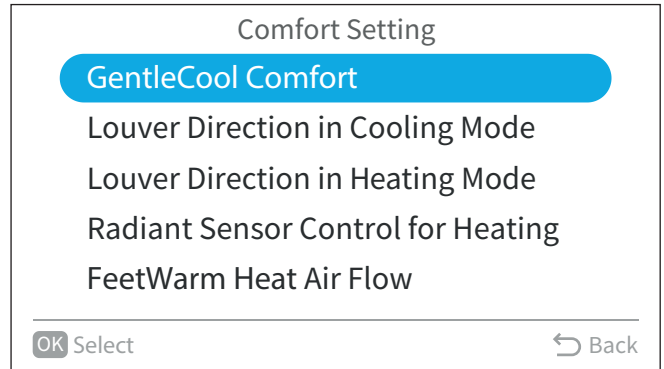 Comfort Setting
GentleCool Comfort
Louver Direction in Cooling Mode
Louver Direction in Heating Mode
Radiant Sensor Control for Heating
FeetWarm Heat Air Flow
OK Select Back